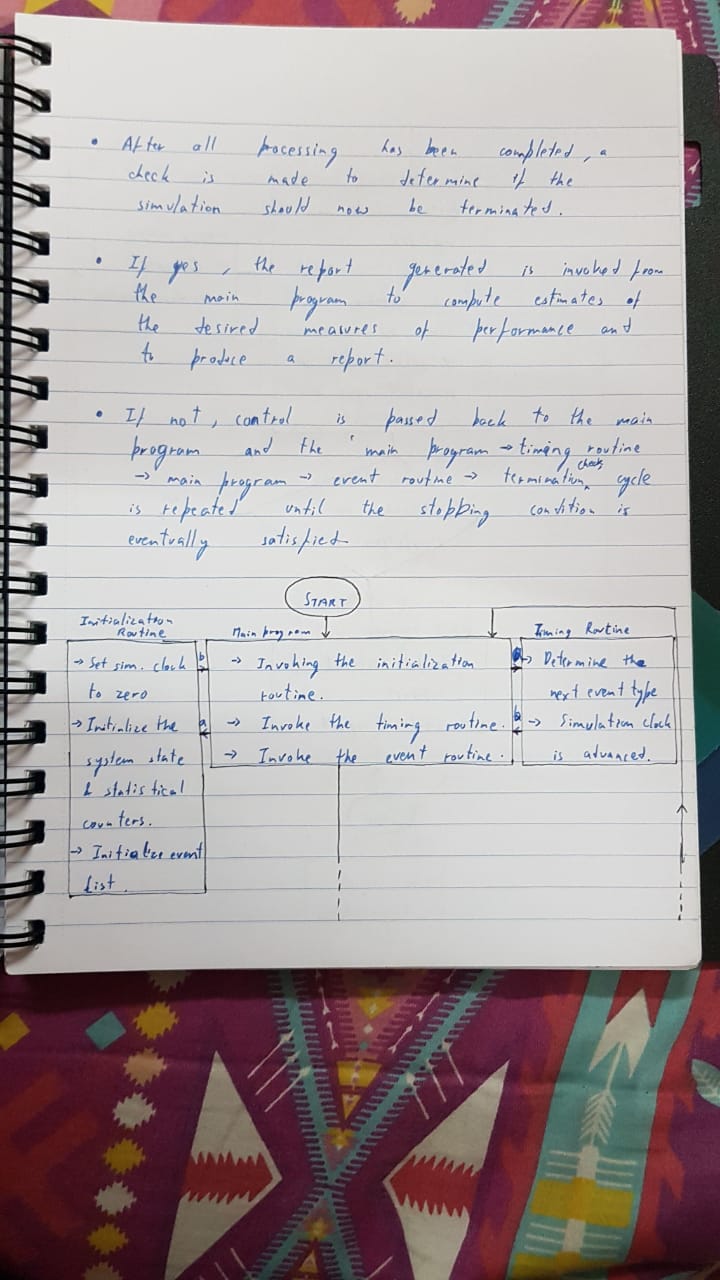 • After all processing has been completed, a
check is made to determine if the
simulation should now be terminated.
• If yes, the report generated is invoked from
the main program to compute estimates of
the desired measures of performance and
to produce a report.
• If not, control is passed back to the main
program and the 'main program → timing routine
→ main program → event routine → termination check cycle
is repeated until the stopping condition is
eventually satisfied
START
Initialization
Routine
→ Set sim. clock
to zero
→ Initialize the
system state
& statistical
counters.
→ Initialize event
list.
b
a
Main program
→ Invoking the initialization
routine.
→ Invoke the timing routine.
→ Invoke the event routine.
a
b
Timing Routine
→ Determine the
next event type
→ Simulation clock
is advanced.